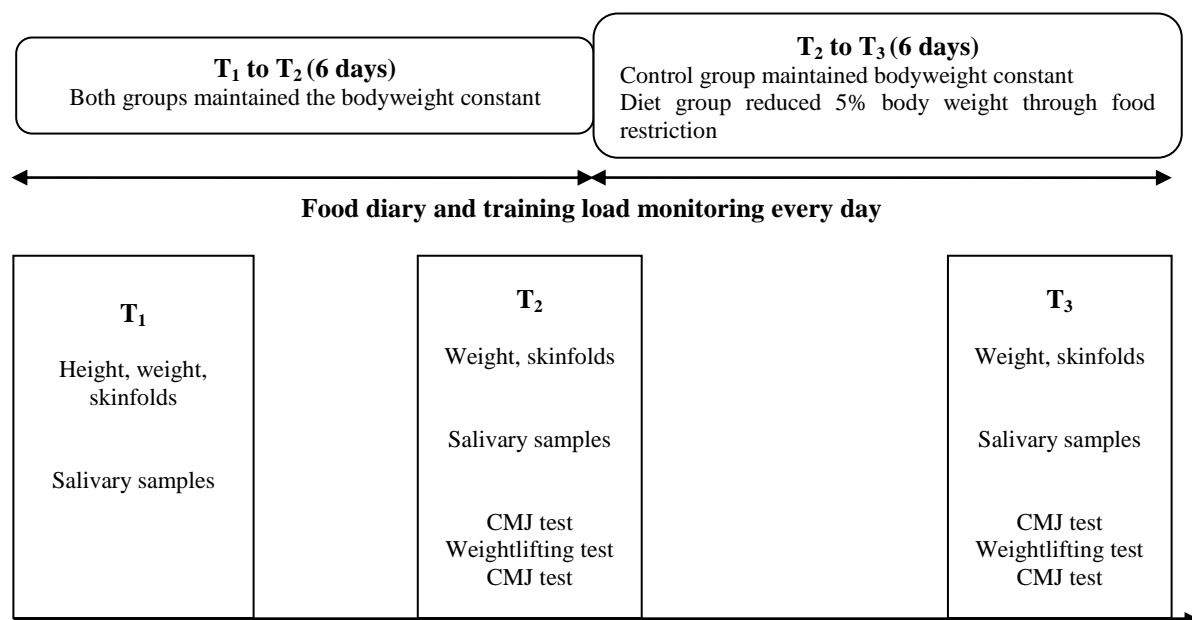 T₁ to T₂ (6 days)
Both groups maintained the bodyweight constant
T₂ to T₃ (6 days)
Control group maintained bodyweight constant
Diet group reduced 5% body weight through food
restriction
Food diary and training load monitoring every day
T₁
Height, weight,
skinfolds
Salivary samples
T₂
Weight, skinfolds
Salivary samples
CMJ test
Weightlifting test
CMJ test
T₃
Weight, skinfolds
Salivary samples
CMJ test
Weightlifting test
CMJ test